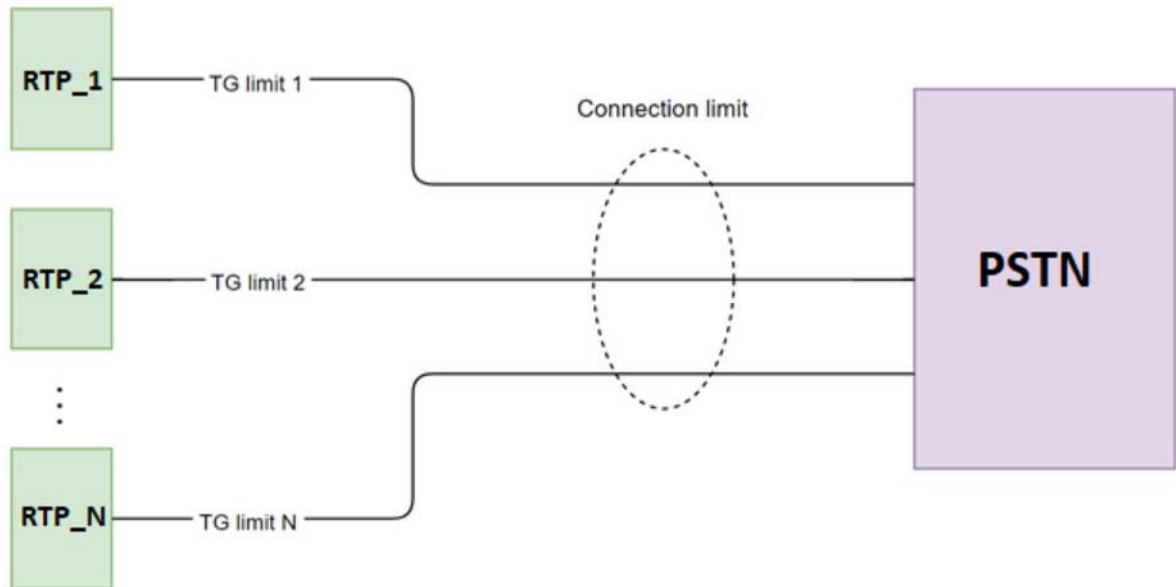 RTP_1
TG limit 1
Connection limit
RTP_2
TG limit 2
PSTN
RTP_N
TG limit N